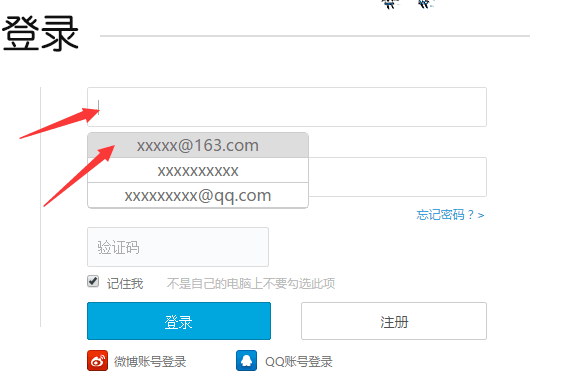 登录
xxxxx@163.com
xxxxxxxxxx
xxxxxxxxx@qq.com
忘记密码？>
验证码
记住我 不是自己的电脑上不要勾选此项
登录 注册
微博账号登录 QQ账号登录